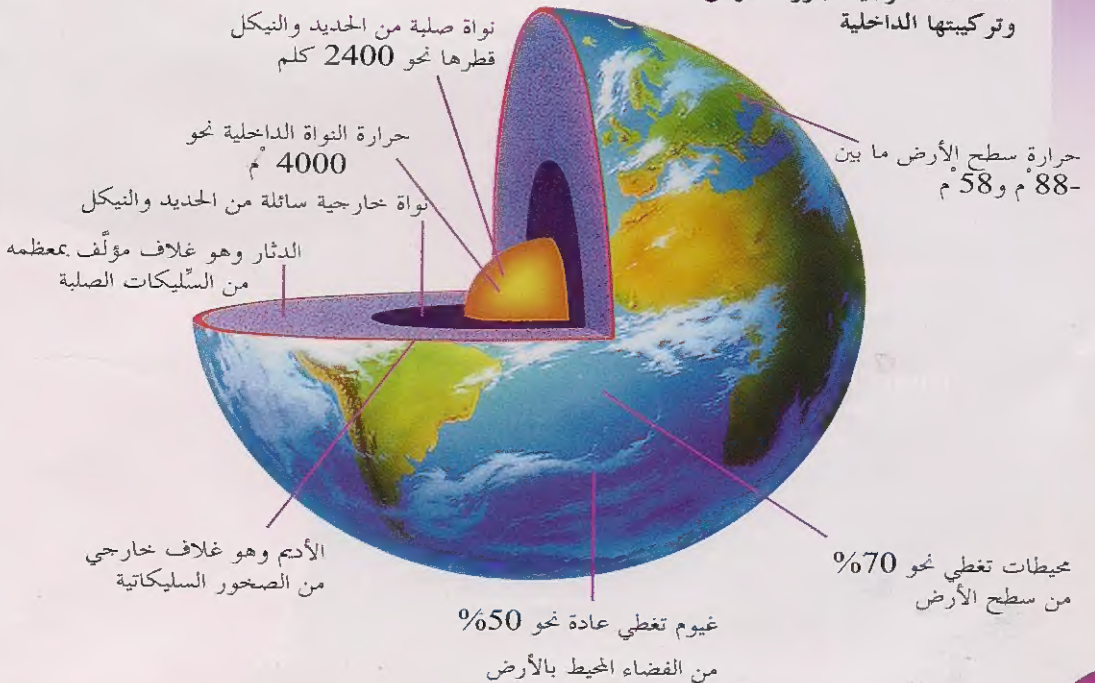 وتركيبتها الداخلية
نواة صلبة من الحديد والنيكل
قطرها نحو 2400 كلم
حرارة النواة الداخلية نحو
4000 °م
نواة خارجية سائلة من الحديد والنيكل
الدثار وهو غلاف مؤلَّف بمعظمه
من السِّليكات الصلبة
حرارة سطح الأرض ما بين
-88°م و58°م
الأديم وهو غلاف خارجي
من الصخور السليكاتية
محيطات تغطي نحو 70%
من سطح الأرض
غيوم تغطي عادة نحو 50%
من الفضاء المحيط بالأرض